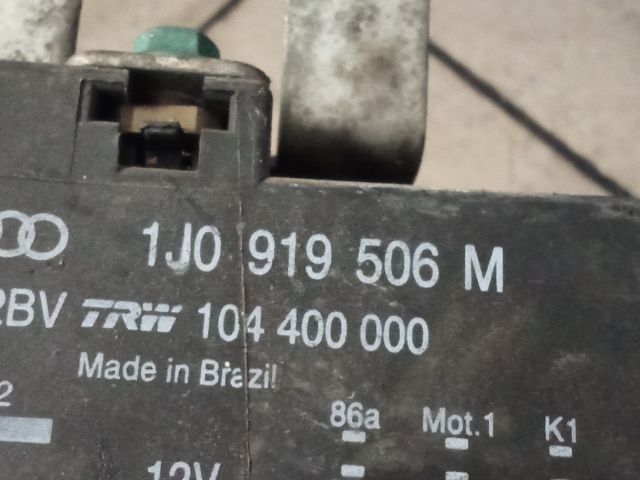 1J0 919 506 M
2BV TRW 104 400 000
Made in Brazil
2
86a Mot.1 K1
12V